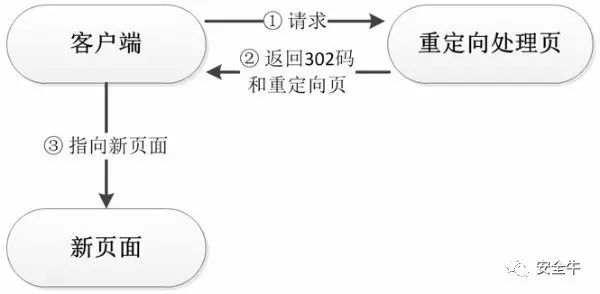 ① 请求
客户端
重定向处理页
② 返回302码
和重定向页
③ 指向新页面
新页面
安全牛